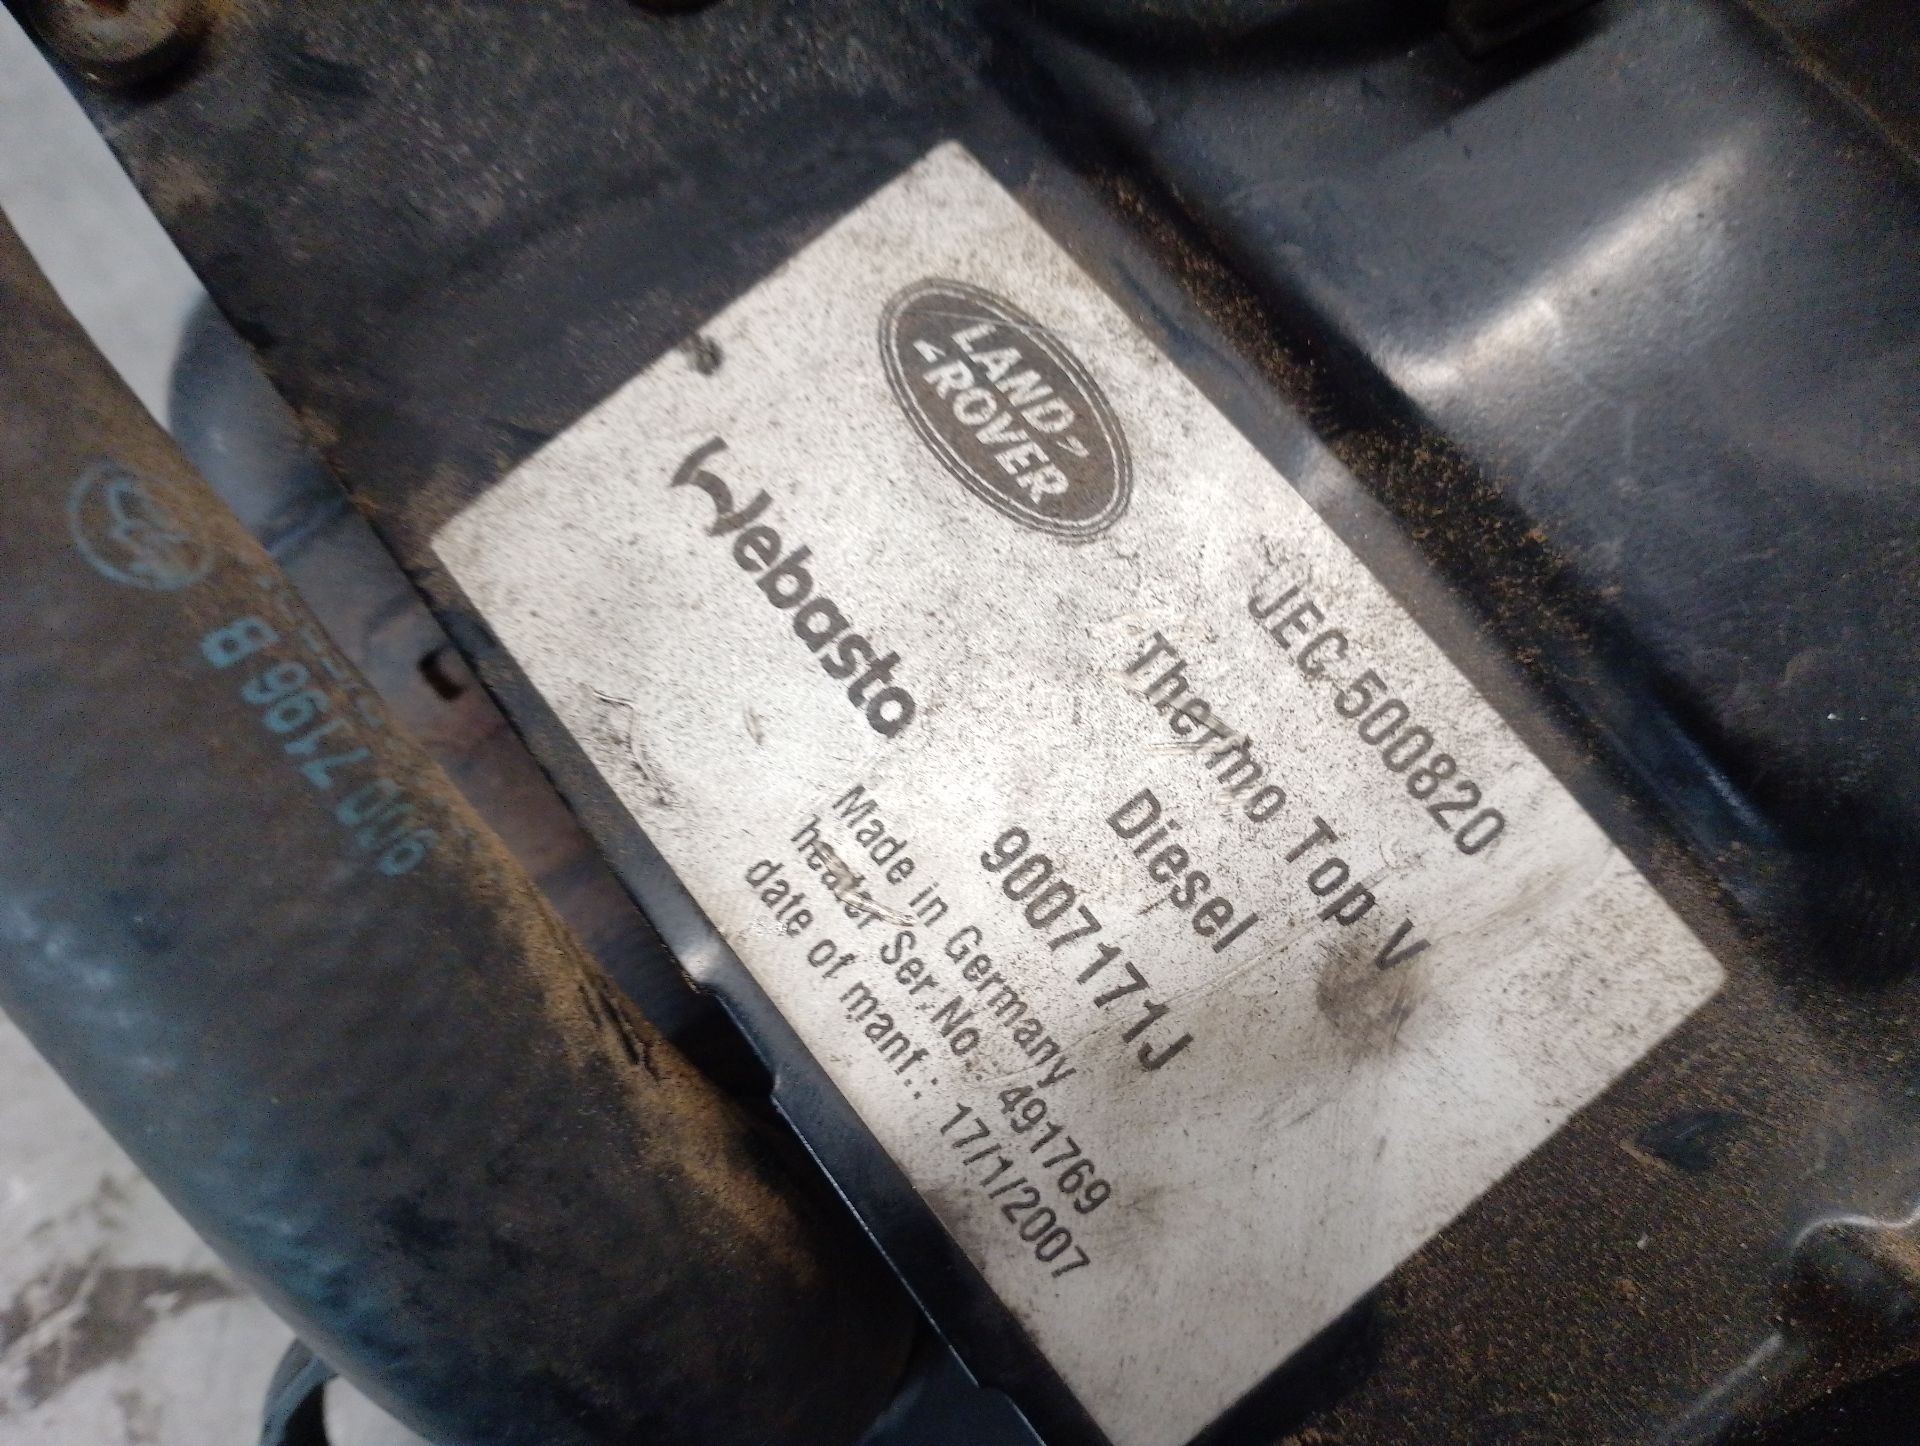 LAND
ROVER
Webasto
JEC 500820
Thermo Top V
Diesel
9007171J
Made in Germany
heater Ser.No.: 491769
date of manf.: 17/1/2007
900 7196 B